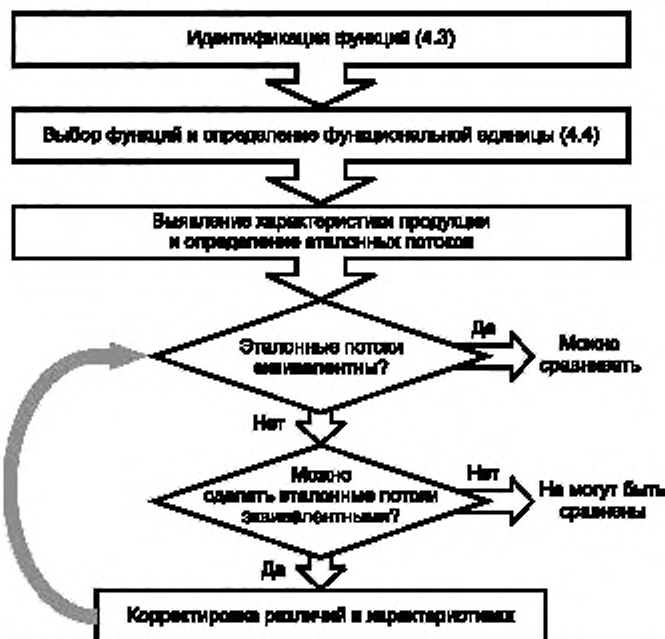 Идентификация функций (4.3)
Выбор функций и определение функциональной единицы (4.4)
Выявление характеристики продукции
и определение эталонных потоков
Эталонные потоки
эквивалентны?
Да
Можно
сравнивать
Нет
Можно
сделать эталонные потоки
эквивалентными?
Нет
Не могут быть
сравнены
Да
Корректировка различий в характеристиках